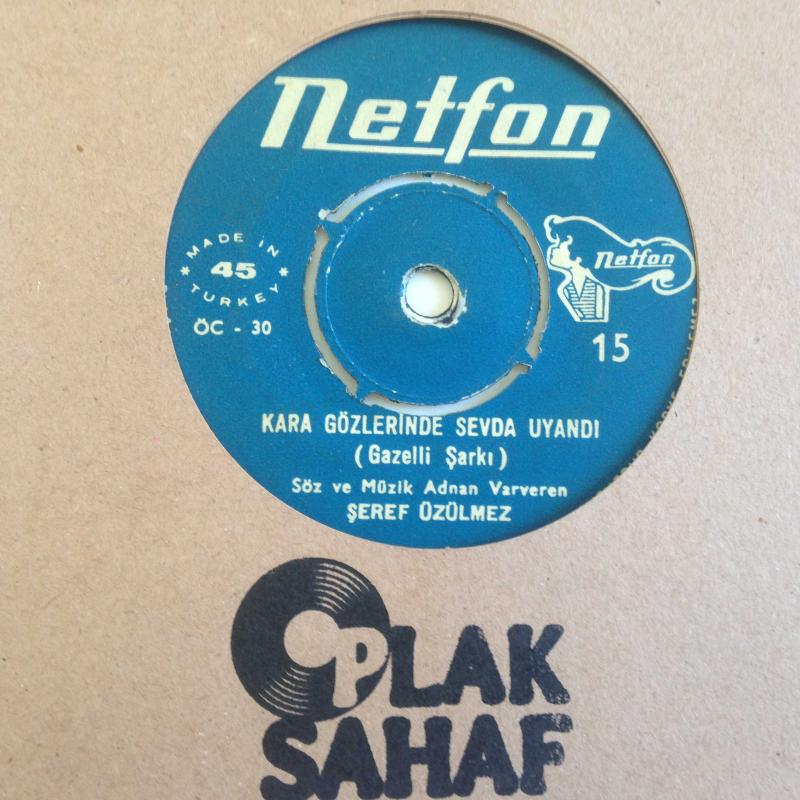 Netfon
MADE IN
45
TURKEY
ÖC - 30
Netfon
15
KARA GÖZLERİNDE SEVDA UYANDI
(Gazelli Şarkı)
Söz ve Müzik Adnan Varveren
ŞEREF ÜZÜLMEZ
PLAK
SAHAF